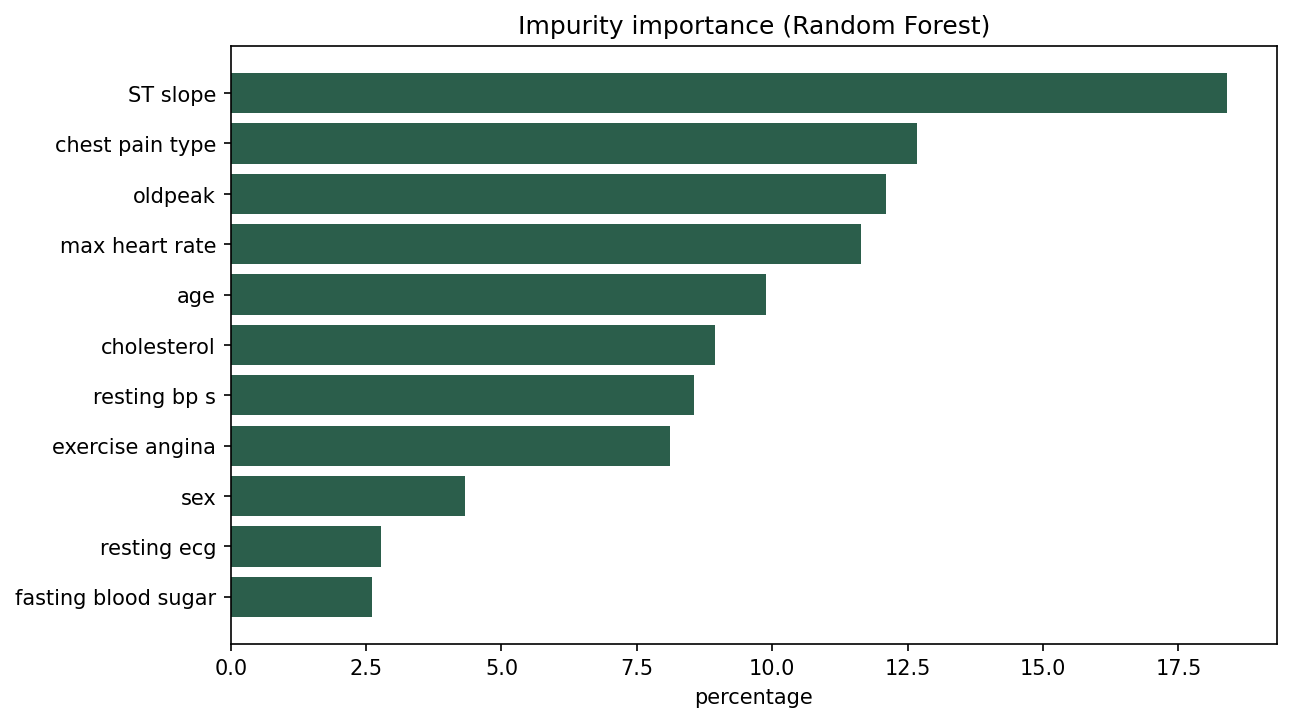 Impurity importance (Random Forest)
ST slope
chest pain type
oldpeak
max heart rate
age
cholesterol
resting bp s
exercise angina
sex
resting ecg
fasting blood sugar
0.0 2.5 5.0 7.5 10.0 12.5 15.0 17.5
percentage